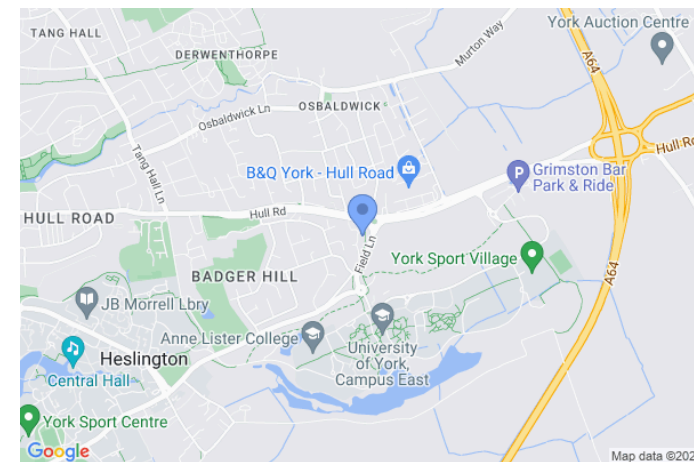 TANG HALL
DERWENTHORPE
York Auction Centre
Murton Way
A64
OSBALDWICK
Osbaldwick Ln
Hull Ro
Tang Hall Ln
B&Q York - Hull Road
P
Grimston Bar
Park & Ride
HULL ROAD
Hull Rd
Field Ln
York Sport Village
BADGER HILL
A64
JB Morrell Lbry
Anne Lister College
University
of York,
Campus East
Heslington
Central Hall
York Sport Centre
Google
Map data ©202